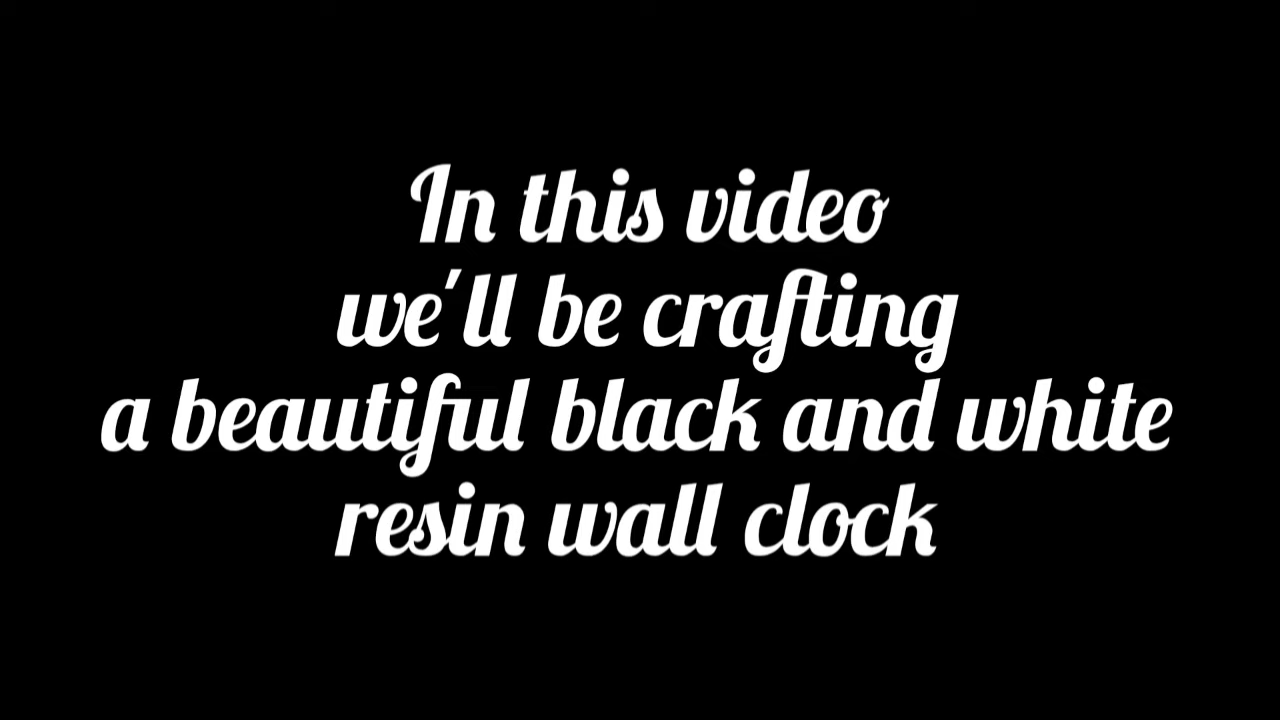 In this video
we'll be crafting
a beautiful black and white
resin wall clock